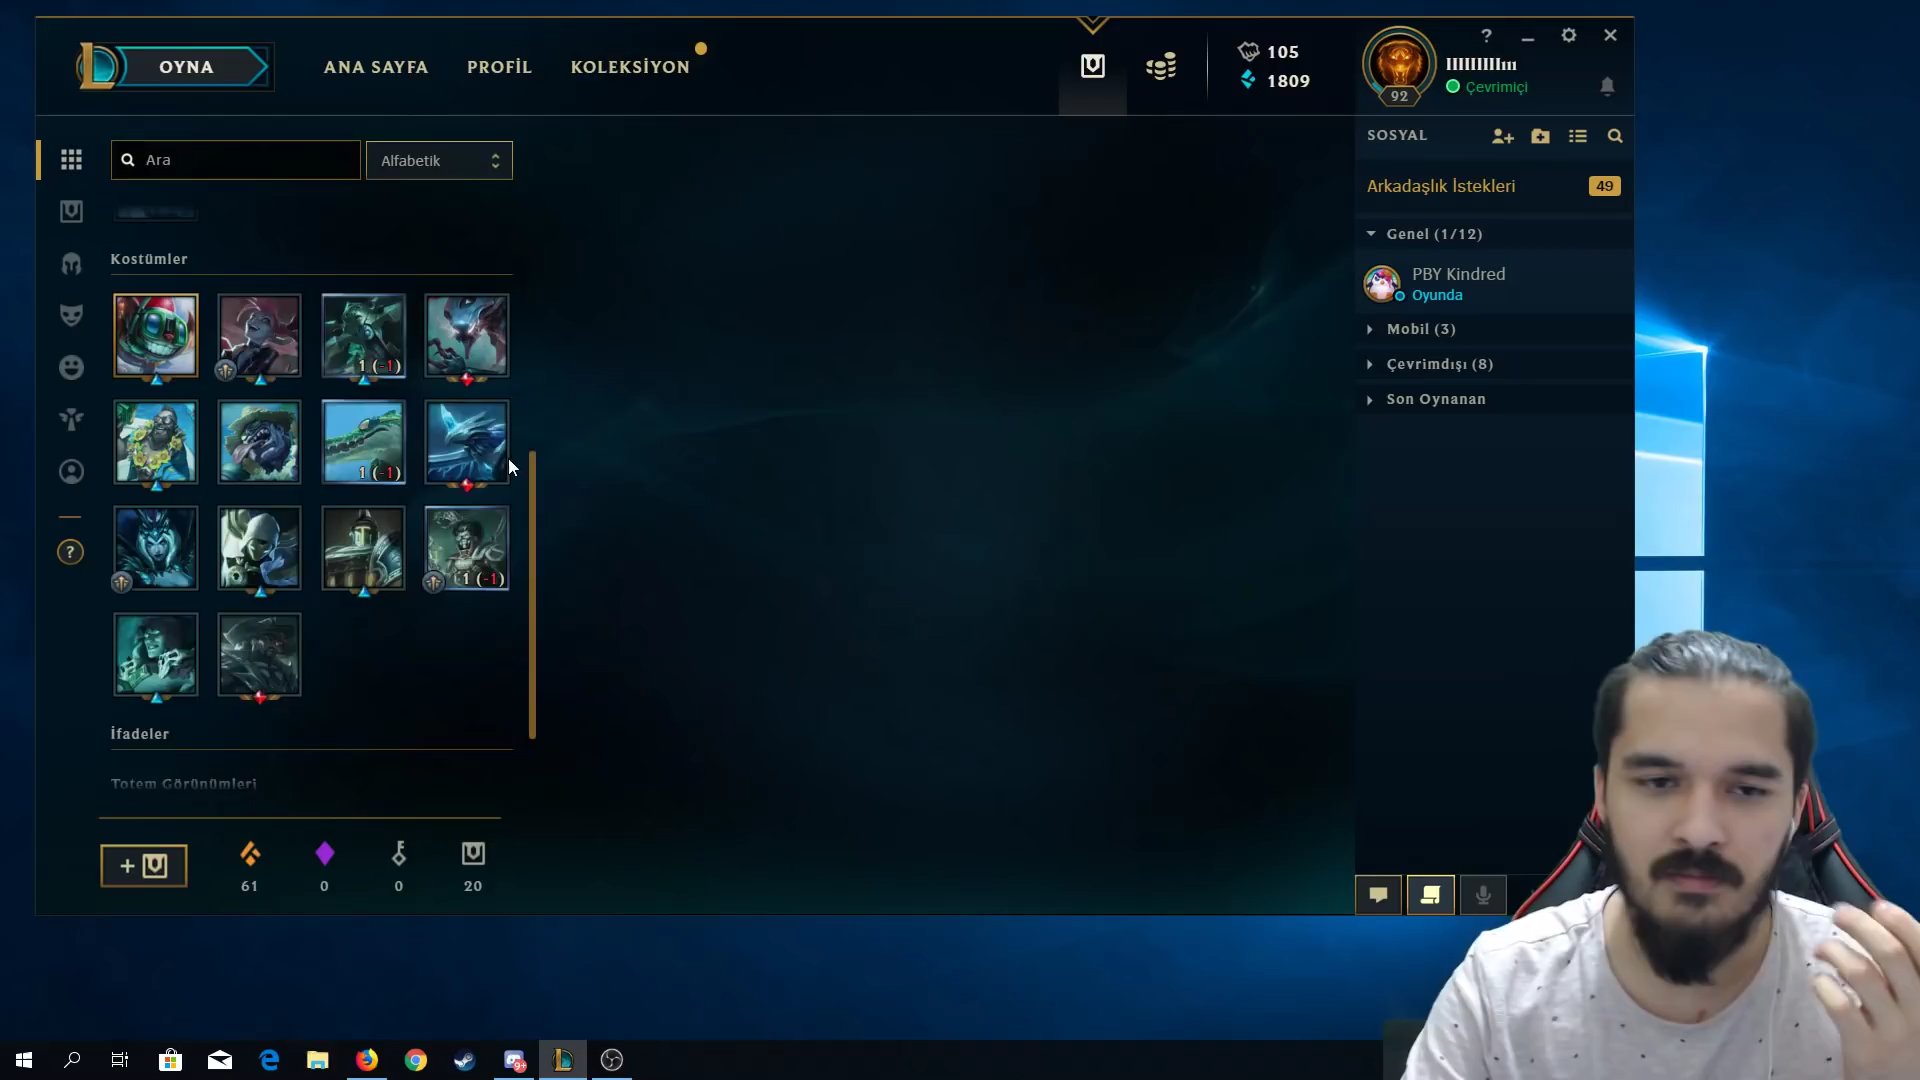 OYNA
ANA SAYFA
PROFİL
KOLEKSİYON
105
1809
92
Çevrimiçi
SOSYAL
Arkadaşlık İstekleri
49
Genel (1/12)
PBY Kindred
Oyunda
Mobil (3)
Çevrimdışı (8)
Son Oynanan
Ara
Alfabetik
Kostümler
1 (-1)
1 (-1)
1 (-1)
İfadeler
Totem Görünümleri
61
0
0
20
9+